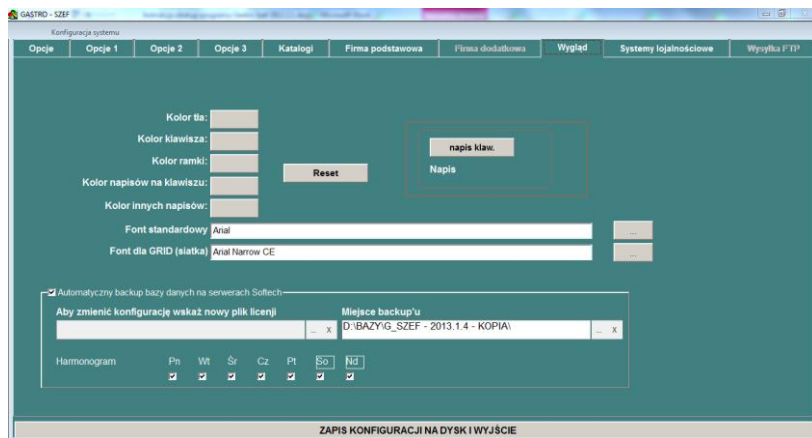 GASTRO - SZEF
Konfiguracja systemu
Opcje Opcje 1 Opcje 2 Opcje 3 Katalogi Firma podstawowa Firma dodatkowa Wygląd Systemy lojalnościowe Wysyłka FTP
Kolor tła:
Kolor klawisza:
Kolor ramki:
Kolor napisów na klawiszu:
Kolor innych napisów:
Reset
napis klaw.
Napis
Font standardowy Arial ...
Font dla GRID (siatka) Arial Narrow CE ...
Automatyczny backup bazy danych na serwerach Softech
Aby zmienić konfigurację wskaż nowy plik licenji Miejsce backup'u
... x D:\BAZY\G_SZEF - 2013.1.4 - KOPIA\ ... x
Harmonogram Pn Wt Śr Cz Pt So Nd
ZAPIS KONFIGURACJI NA DYSK I WYJŚCIE